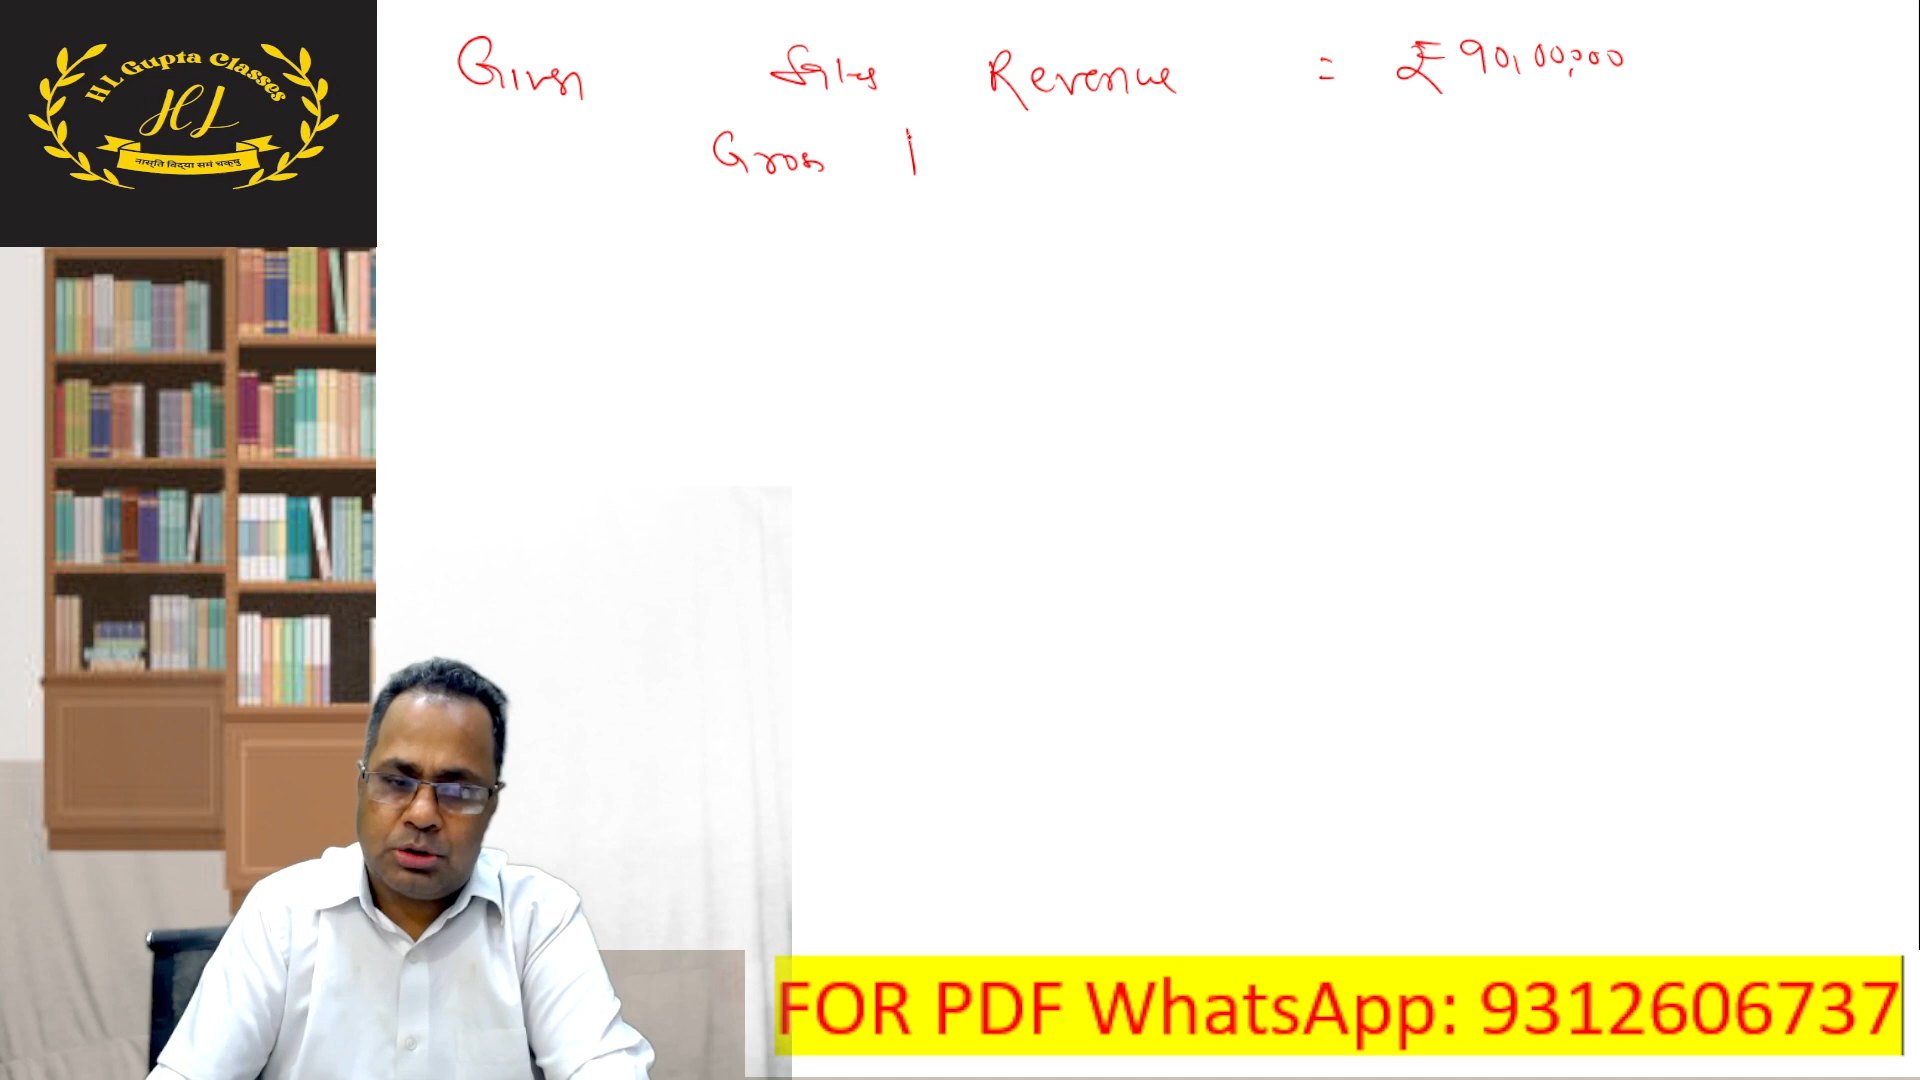 HL Gupta Classes
HL
नास्ति विद्या समं चक्षु
Given Sales Revenue = ₹ 90,00,000
Gross
FOR PDF WhatsApp: 9312606737